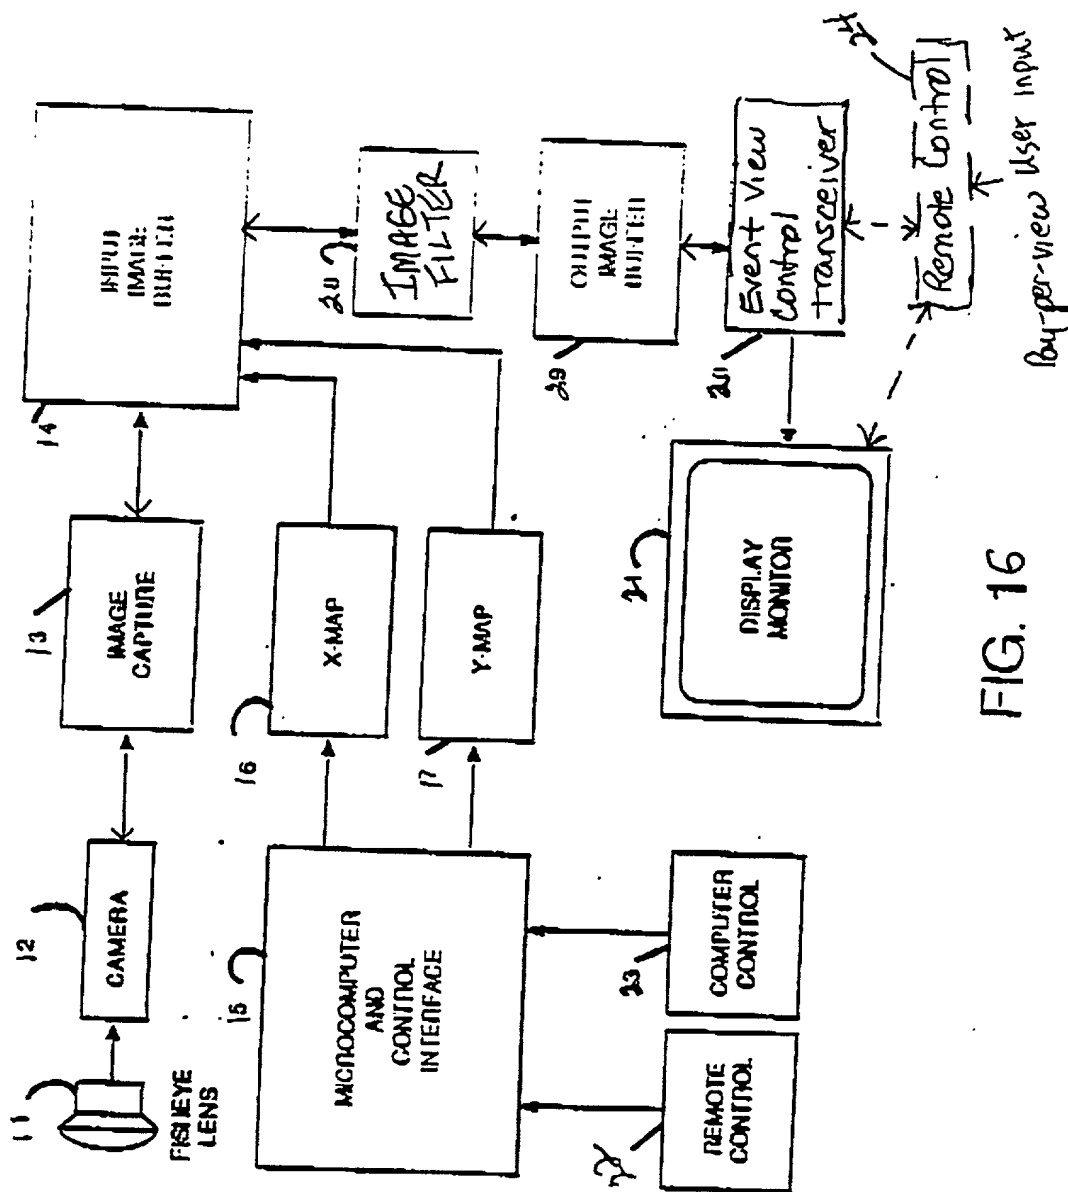 11
FISHEYE
LENS
12
CAMERA
13
IMAGE
CAPTURE
14
INPUT
IMAGE
BUFFER
15
MICROCOMPUTER
AND
CONTROL
INTERFACE
16
X-MAP
17
Y-MAP
20
IMAGE
FILTER
29
OUTPUT
IMAGE
BUFFER
Event View
Control
transceiver
21
DISPLAY
MONITOR
22
REMOTE
CONTROL
23
COMPUTER
CONTROL
24
Remote Control
Pay-per-view User input
FIG. 16